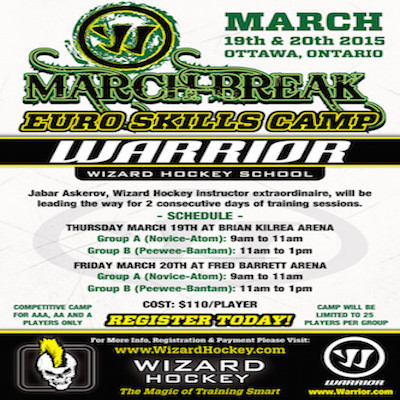 MARCH
19th & 20th 2015
OTTAWA, ONTARIO
MARCH-BREAK
EURO SKILLS CAMP
WARRIOR
WIZARD HOCKEY SCHOOL
Jabar Askerov, Wizard Hockey instructor extraordinaire, will be
leading the way for 2 consecutive days of training sessions.
- SCHEDULE -
THURSDAY MARCH 19TH AT BRIAN KILREA ARENA
Group A (Novice-Atom): 9am to 11am
Group B (Peewee-Bantam): 11am to 1pm
FRIDAY MARCH 20TH AT FRED BARRETT ARENA
Group A (Novice-Atom): 9am to 11am
Group B (Peewee-Bantam): 11am to 1pm
COMPETITIVE CAMP
FOR AAA, AA AND A
PLAYERS ONLY
COST: $110/PLAYER
REGISTER TODAY!
CAMP WILL BE
LIMITED TO 25
PLAYERS PER GROUP
For More Info, Registration & Payment Please Visit:
www.WizardHockey.com
WIZARD
HOCKEY
The Magic of Training Smart
WARRIOR
www.Warrior.com